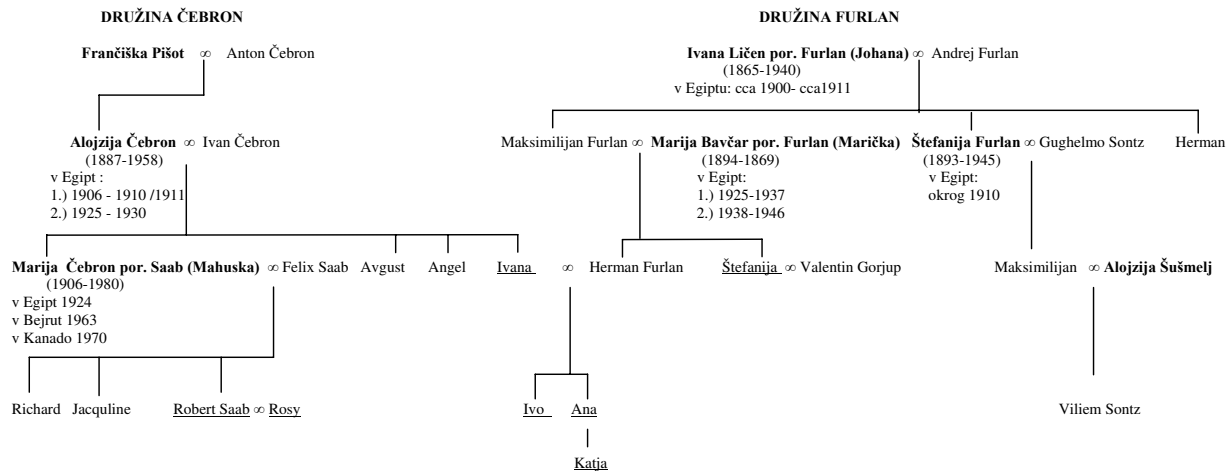 DRUŽINA ČEBRON
DRUŽINA FURLAN
Frančiška Pišot ∞ Anton Čebron
Ivana Ličen por. Furlan (Johana) ∞ Andrej Furlan
(1865-1940)
v Egiptu: cca 1900- cca1911
Alojzija Čebron ∞ Ivan Čebron
(1887-1958)
v Egipt :
1.) 1906 - 1910 /1911
2.) 1925 - 1930
Maksimilijan Furlan ∞ Marija Bavčar por. Furlan (Marička)
(1894-1869)
v Egipt:
1.) 1925-1937
2.) 1938-1946
Štefanija Furlan ∞ Gughelmo Sontz
(1893-1945)
v Egipt:
okrog 1910
Herman
Marija Čebron por. Saab (Mahuska) ∞ Felix Saab
(1906-1980)
v Egipt 1924
v Bejrut 1963
v Kanado 1970
Avgust
Angel
Ivana ∞ Herman Furlan
Štefanija ∞ Valentin Gorjup
Maksimilijan ∞ Alojzija Šušmelj
Richard
Jacquline
Robert Saab ∞ Rosy
Ivo
Ana
Viliem Sontz
Katja